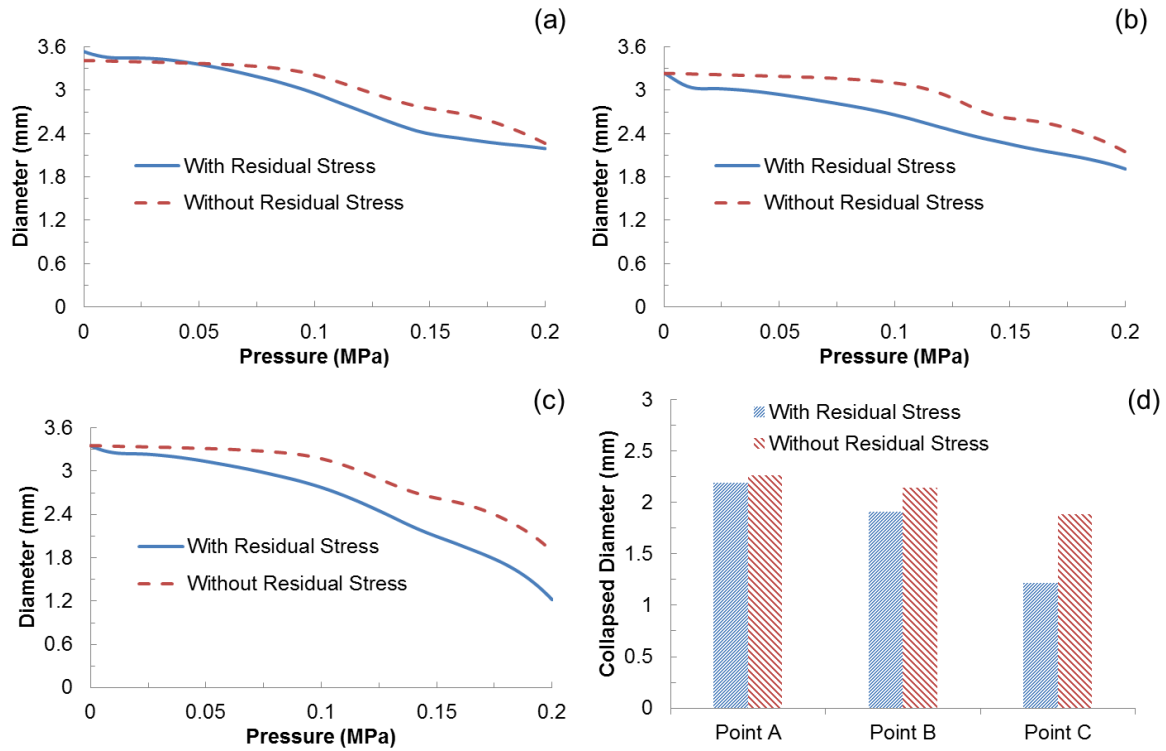 (a)
3.6
3
2.4
1.8
1.2
0.6
0
Diameter (mm)
With Residual Stress
Without Residual Stress
0 0.05 0.1 0.15 0.2
Pressure (MPa)
(b)
3.6
3
2.4
1.8
1.2
0.6
0
Diameter (mm)
With Residual Stress
Without Residual Stress
0 0.05 0.1 0.15 0.2
Pressure (MPa)
(c)
3.6
3
2.4
1.8
1.2
0.6
0
Diameter (mm)
With Residual Stress
Without Residual Stress
0 0.05 0.1 0.15 0.2
Pressure (MPa)
(d)
3
2.5
2
1.5
1
0.5
0
Collapsed Diameter (mm)
With Residual Stress
Without Residual Stress
Point A Point B Point C